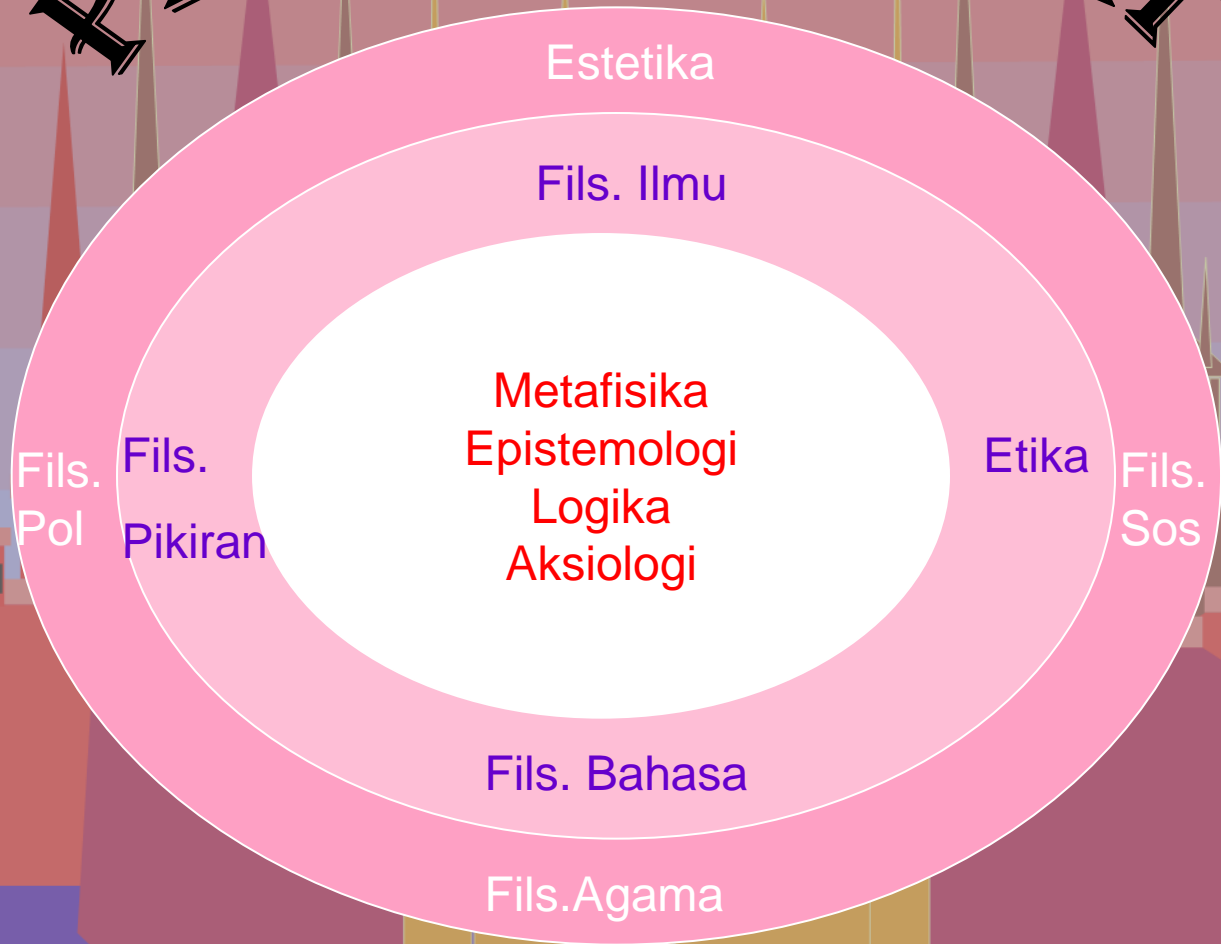 Estetika
Fils. Ilmu
Metafisika
Epistemologi
Logika
Aksiologi
Fils.
Pol
Fils.
Pikiran
Etika
Fils.
Sos
Fils. Bahasa
Fils.Agama